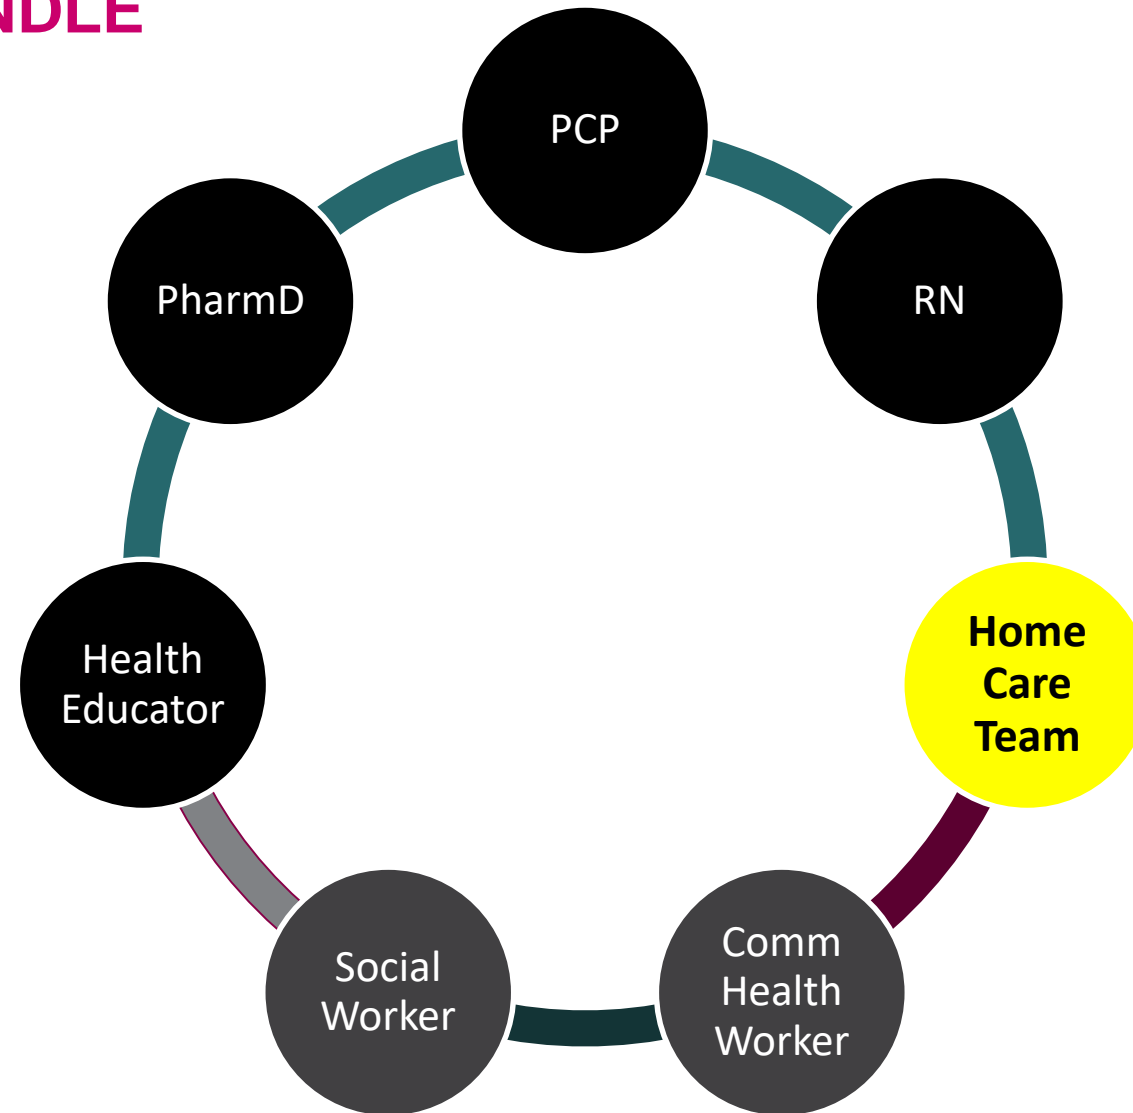 NDLE
PCP
PharmD
RN
Health
Educator
Home
Care
Team
Social
Worker
Comm
Health
Worker